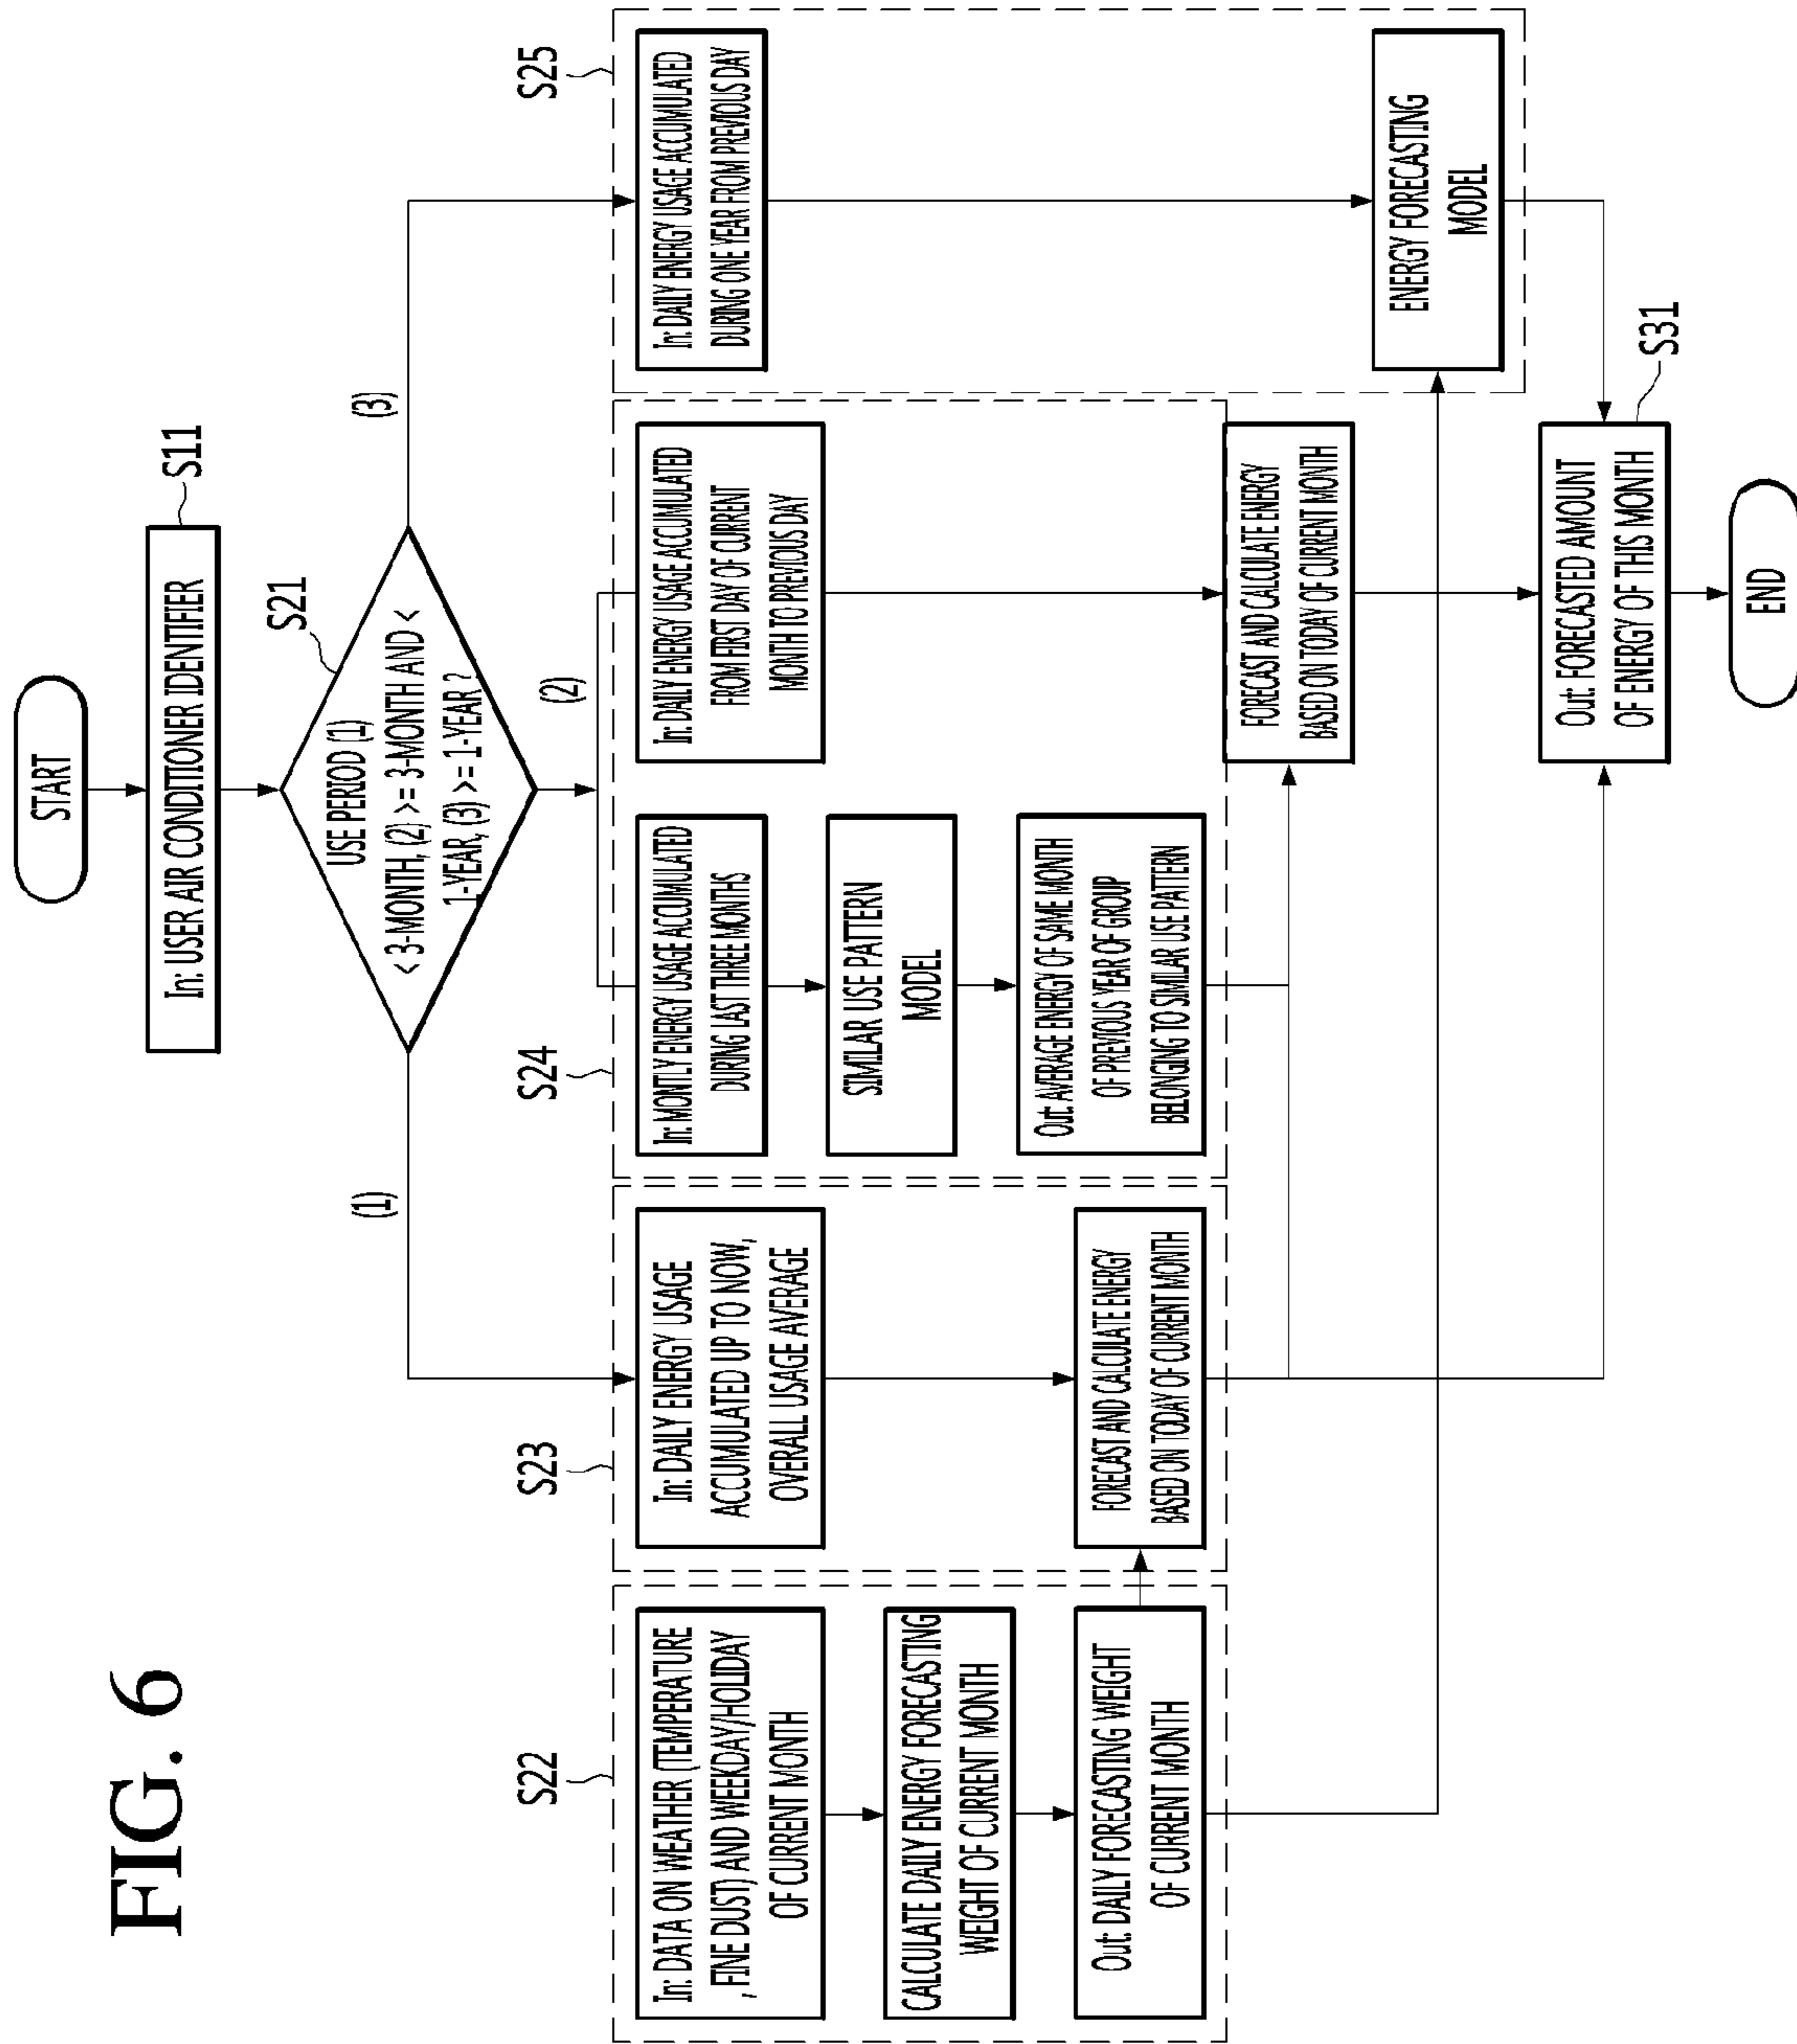 FIG. 6
START
In: USER AIR CONDITIONER IDENTIFIER
S11
USE PERIOD (1)
< 3-MONTH, (2) >= 3-MONTH AND <
1-YEAR, (3) >=1-YEAR ?
S21
(1)
(2)
(3)
S22
In: DATA ON WEATHER (TEMPERATURE
, FINE DUST) AND WEEKDAY/HOLIDAY
OF CURRENT MONTH
CALCULATE DAILY ENERGY FORECASTING
WEIGHT OF CURRENT MONTH
Out: DAILY FORECASTING WEIGHT
OF CURRENT MONTH
S23
In: DAILY ENERGY USAGE
ACCUMULATED UP TO NOW,
OVERALL USAGE AVERAGE
FORECAST AND CALCULATE ENERGY
BASED ON TODAY OF CURRENT MONTH
S24
In: MONTLY ENERGY USAGE ACCUMULATED
DURING LAST THREE MONTHS
SIMILAR USE PATTERN
MODEL
Out: AVERAGE ENERGY OF SAME MONTH
OF PREVIOUS YEAR OF GROUP
BELONGING TO SIMILAR USE PATTERN
In: DAILY ENERGY USAGE ACCUMULATED
FROM FIRST DAY OF CURRENT
MONTH TO PREVIOUS DAY
FORECAST AND CALCULATE ENERGY
BASED ON TODAY OF CURRENT MONTH
S25
In: DAILY ENERGY USAGE ACCUMULATED
DURING ONE YEAR FROM PREVIOUS DAY
ENERGY FORECASTING
MODEL
S31
Out: FORECASTED AMOUNT
OF ENERGY OF THIS MONTH
END